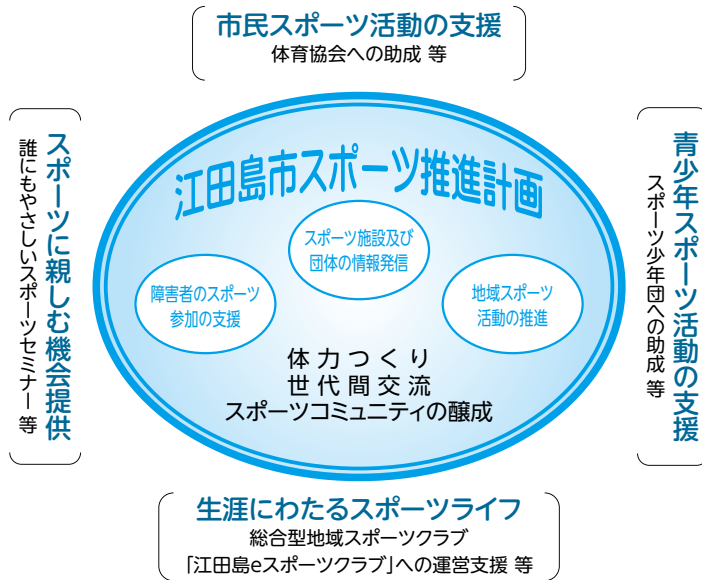 市民スポーツ活動の支援
体育協会への助成 等
スポーツに親しむ機会提供
誰にもやさしいスポーツセミナー 等
江田島市スポーツ推進計画
スポーツ施設及び
団体の情報発信
障害者のスポーツ
参加の支援
地域スポーツ
活動の推進
体力つくり
世代間交流
スポーツコミュニティの醸成
青少年スポーツ活動の支援
スポーツ少年団への助成 等
生涯にわたるスポーツライフ
総合型地域スポーツクラブ
「江田島eスポーツクラブ」への運営支援 等